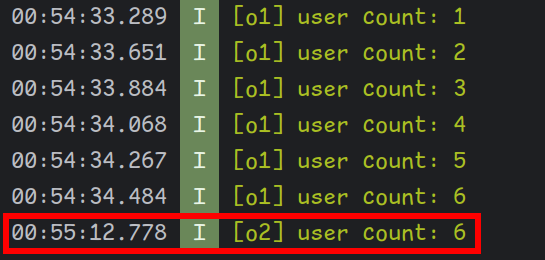 00:54:33.289 I [o1] user count: 1
00:54:33.651 I [o1] user count: 2
00:54:33.884 I [o1] user count: 3
00:54:34.068 I [o1] user count: 4
00:54:34.267 I [o1] user count: 5
00:54:34.484 I [o1] user count: 6
00:55:12.778 I [o2] user count: 6